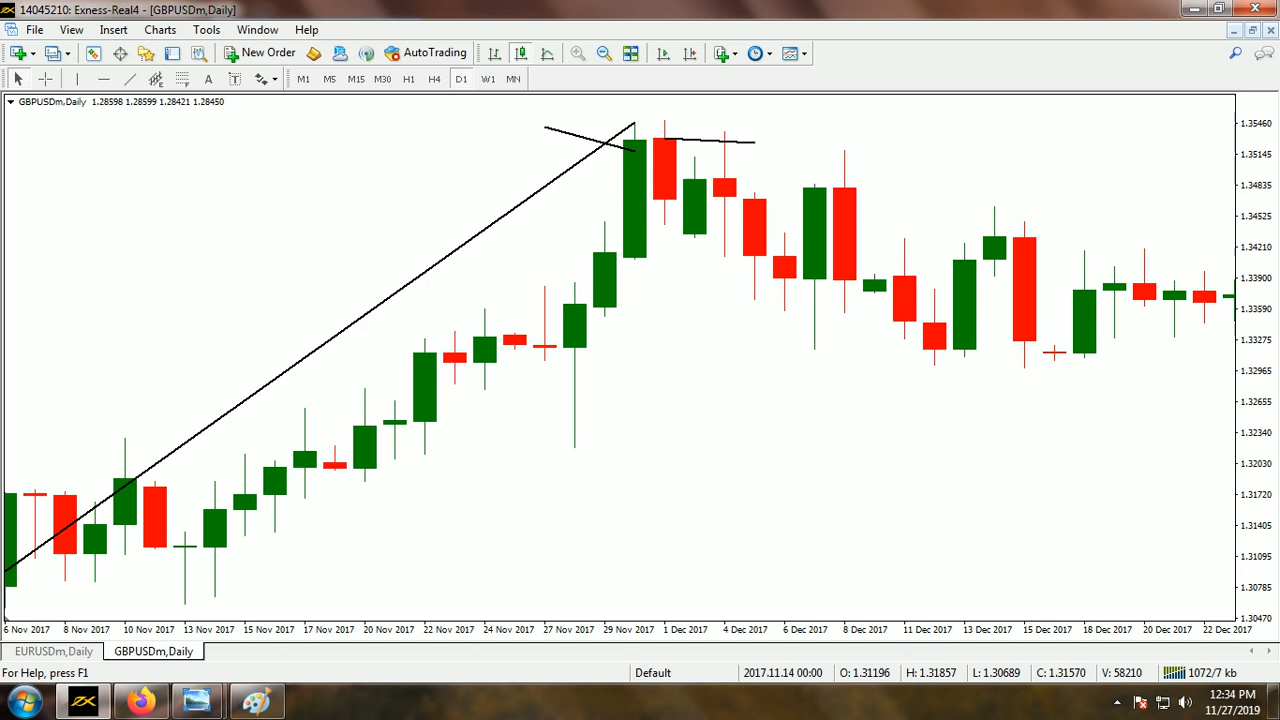 14045210: Exness-Real4 - [GBPUSDm,Daily]
File View Insert Charts Tools Window Help
New Order AutoTrading
A T M1 M5 M15 M30 H1 H4 D1 W1 MN
GBPUSDm,Daily 1.28598 1.28599 1.28421 1.28450
1.35460
1.35145
1.34835
1.34525
1.34210
1.33900
1.33590
1.33275
1.32965
1.32655
1.32340
1.32030
1.31720
1.31405
1.31095
1.30785
1.30470
6 Nov 2017 8 Nov 2017 10 Nov 2017 13 Nov 2017 15 Nov 2017 17 Nov 2017 20 Nov 2017 22 Nov 2017 24 Nov 2017 27 Nov 2017 29 Nov 2017 1 Dec 2017 4 Dec 2017 6 Dec 2017 8 Dec 2017 11 Dec 2017 13 Dec 2017 15 Dec 2017 18 Dec 2017 20 Dec 2017 22 Dec 2017
EURUSDm,Daily GBPUSDm,Daily
For Help, press F1 Default 2017.11.14 00:00 O: 1.31196 H: 1.31857 L: 1.30689 C: 1.31570 V: 58210 1072/7 kb
12:34 PM
11/27/2019